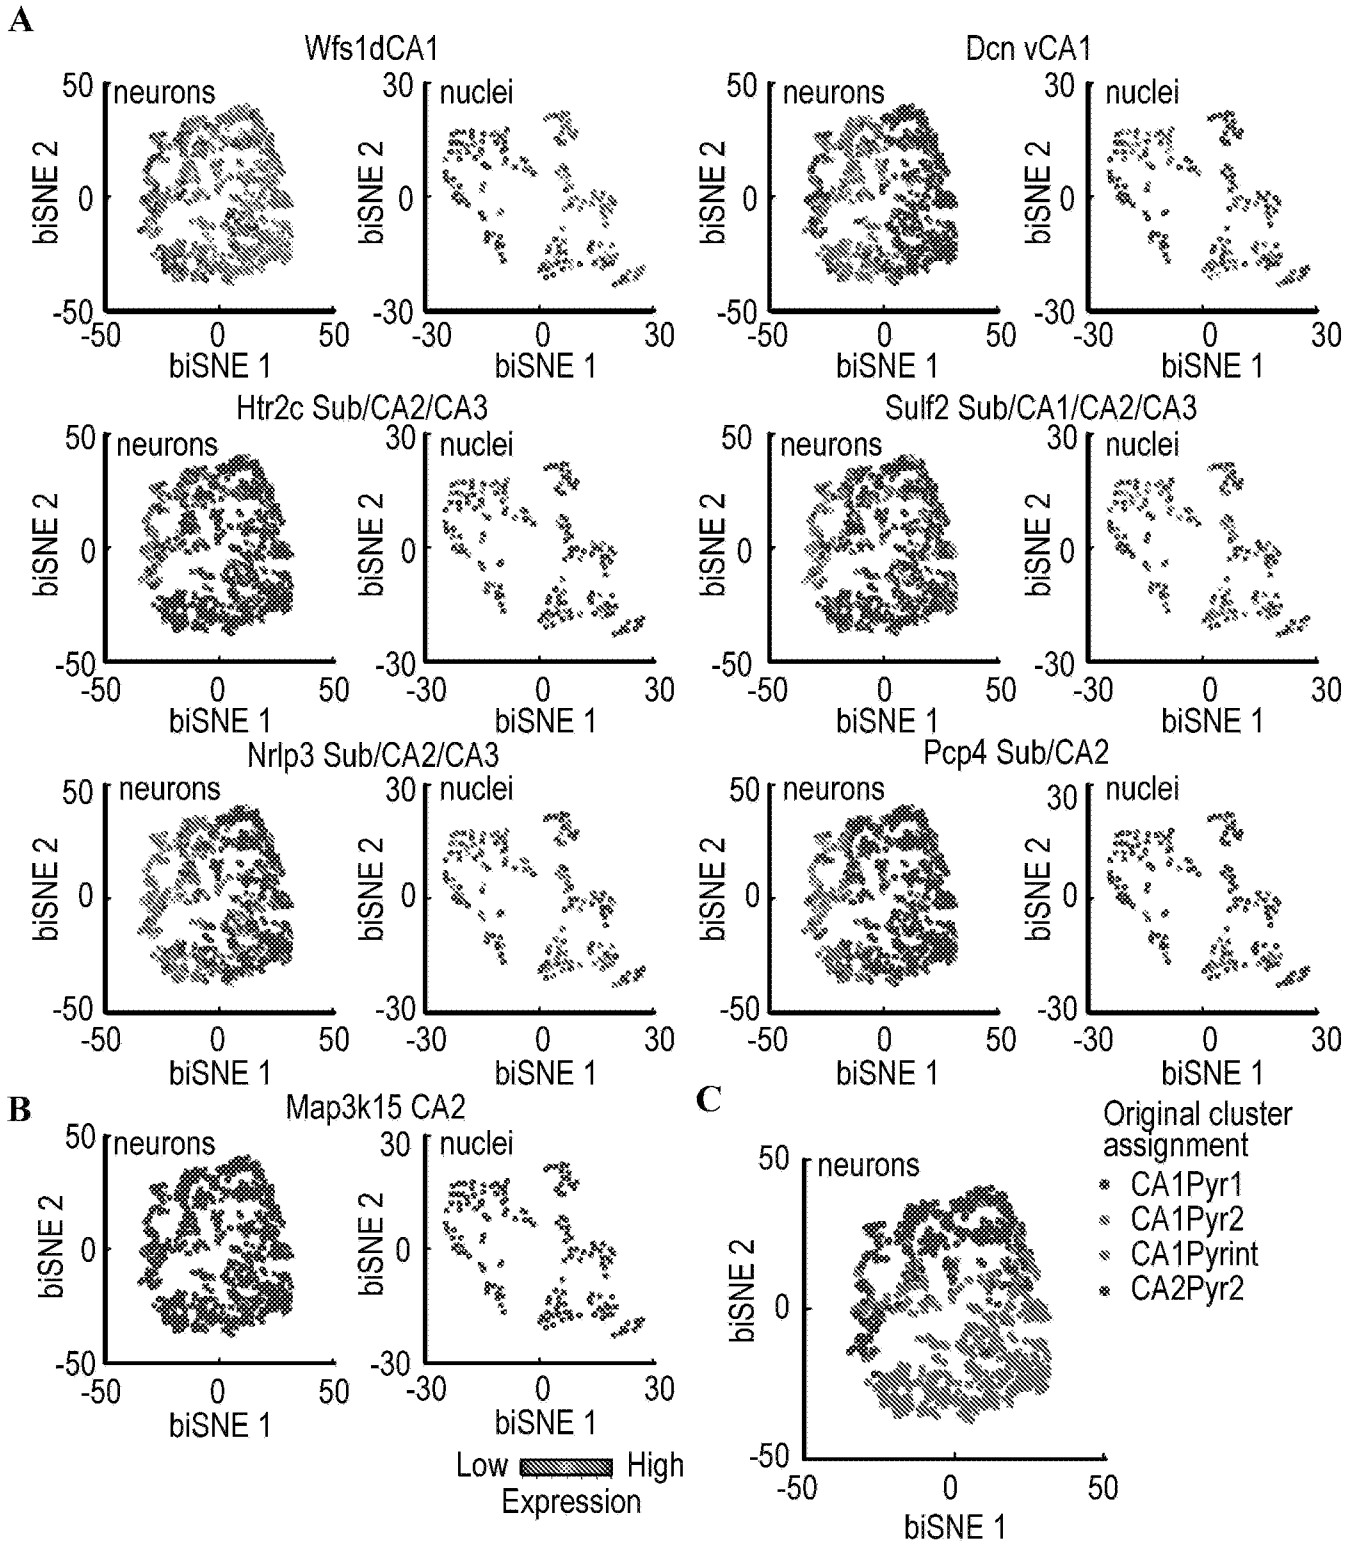 A
Wfs1dCA1
Dcn vCA1
50 neurons 30 nuclei 50 neurons 30 nuclei
biSNE 2 biSNE 2 biSNE 2 biSNE 2
0 0 0 0
-50 -30 -50 -30
-50 0 50 -30 0 30 -50 0 50 -30 0 30
biSNE 1 biSNE 1 biSNE 1 biSNE 1
Htr2c Sub/CA2/CA3
Sulf2 Sub/CA1/CA2/CA3
50 neurons 30 nuclei 50 neurons 30 nuclei
biSNE 2 biSNE 2 biSNE 2 biSNE 2
0 0 0 0
-50 -30 -50 -30
-50 0 50 -30 0 30 -50 0 50 -30 0 30
biSNE 1 biSNE 1 biSNE 1 biSNE 1
Nrlp3 Sub/CA2/CA3
Pcp4 Sub/CA2
50 neurons 30 nuclei 50 neurons 30 nuclei
biSNE 2 biSNE 2 biSNE 2 biSNE 2
0 0 0 0
-50 -30 -50 -30
-50 0 50 -30 0 30 -50 0 50 -30 0 30
biSNE 1 biSNE 1 biSNE 1 biSNE 1
B
Map3k15 CA2
50 neurons 30 nuclei
biSNE 2 biSNE 2
0 0
-50 -30
-50 0 50 -30 0 30
biSNE 1 biSNE 1
Low High
Expression
C
Original cluster
assignment
CA1Pyr1
CA1Pyr2
CA1Pyrint
CA2Pyr2
50 neurons
biSNE 2
0
-50
-50 0 50
biSNE 1